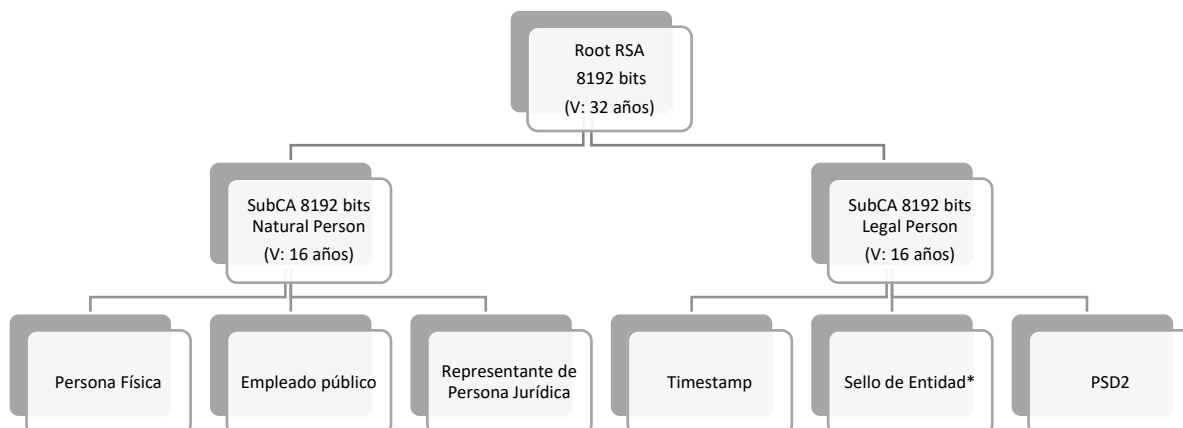 Root RSA
8192 bits
(V: 32 años)
SubCA 8192 bits
Natural Person
(V: 16 años)
SubCA 8192 bits
Legal Person
(V: 16 años)
Persona Física
Empleado público
Representante de
Persona Jurídica
Timestamp
Sello de Entidad*
PSD2